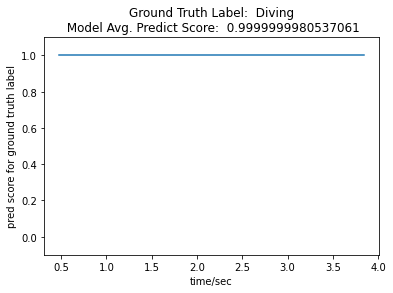 Ground Truth Label:  Diving
Model Avg. Predict Score:  0.9999999980537061
pred score for ground truth label
1.0
0.8
0.6
0.4
0.2
0.0
0.5 1.0 1.5 2.0 2.5 3.0 3.5 4.0
time/sec